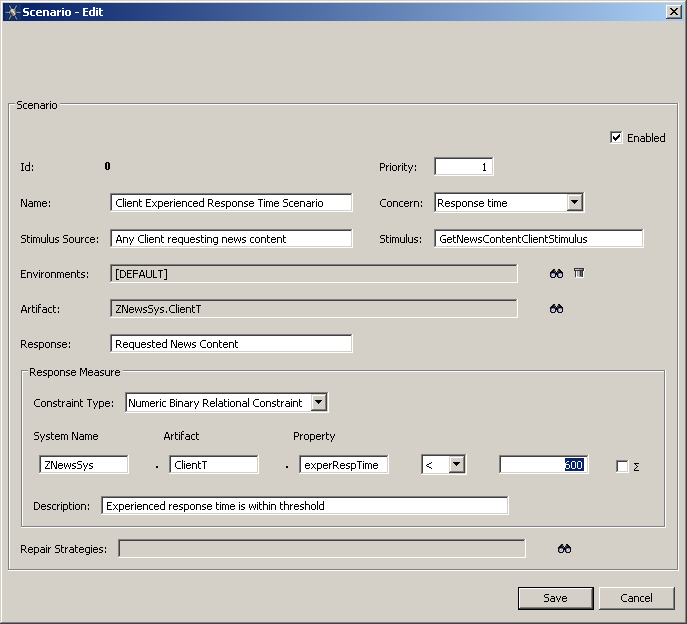 Scenario - Edit
Scenario
Enabled
Id: 0 Priority: 1
Name: Client Experienced Response Time Scenario Concern: Response time
Stimulus Source: Any Client requesting news content Stimulus: GetNewsContentClientStimulus
Environments: [DEFAULT]
Artifact: ZNewsSys.ClientT
Response: Requested News Content
Response Measure
Constraint Type: Numeric Binary Relational Constraint
System Name Artifact Property
ZNewsSys . ClientT . experRespTime < 600 Σ
Description: Experienced response time is within threshold
Repair Strategies:
Save Cancel